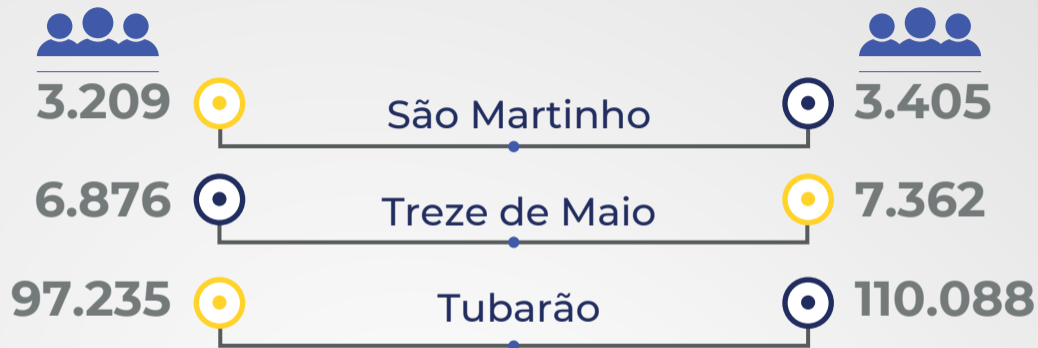 3.209 São Martinho 3.405
6.876 Treze de Maio 7.362
97.235 Tubarão 110.088